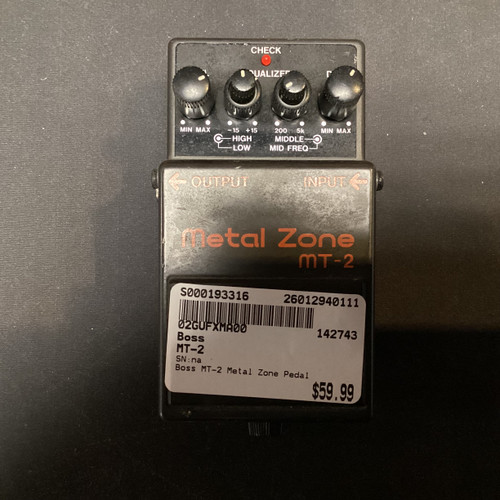 CHECK
EQUALIZER
MIN MAX -15 +15 200 5k MIN MAX
HIGH MIDDLE
LOW MID FREQ
OUTPUT INPUT
Metal Zone
MT-2
S000193316 26012940111
02GUFXMA00 142743
Boss
MT-2
SN:na
Boss MT-2 Metal Zone Pedal
$59.99